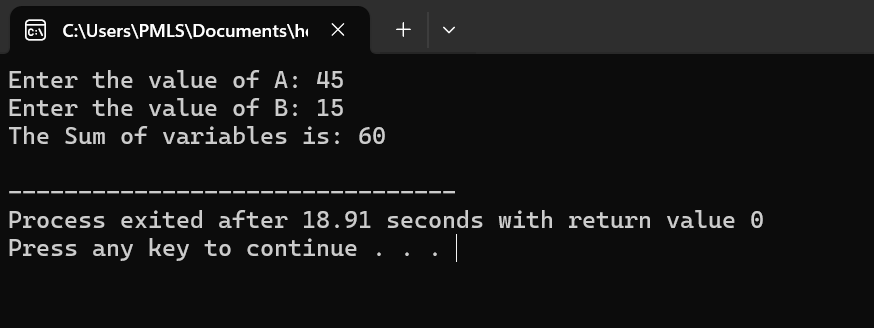 C:\Users\PMLS\Documents\he
Enter the value of A: 45
Enter the value of B: 15
The Sum of variables is: 60
--------------------------------
Process exited after 18.91 seconds with return value 0
Press any key to continue . . .